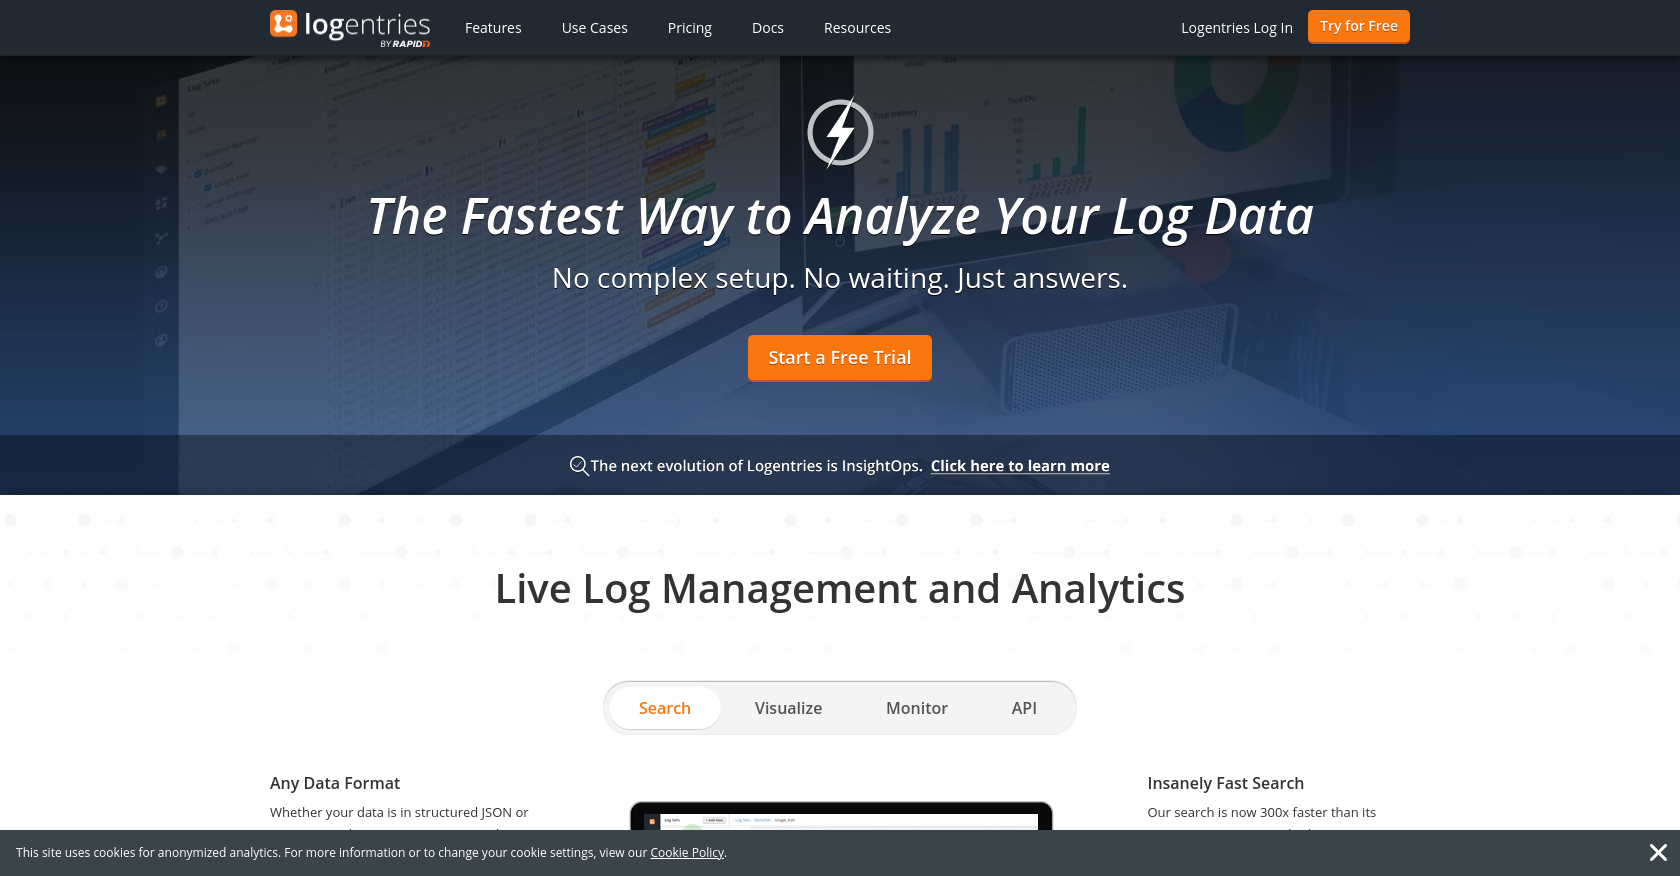 logentries
BY RAPID7
Features
Use Cases
Pricing
Docs
Resources
Logentries Log In
Try for Free
The Fastest Way to Analyze Your Log Data
No complex setup. No waiting. Just answers.
Start a Free Trial
The next evolution of Logentries is InsightOps. Click here to learn more
Live Log Management and Analytics
Search
Visualize
Monitor
API
Any Data Format
Whether your data is in structured JSON or
Insanely Fast Search
Our search is now 300x faster than its
This site uses cookies for anonymized analytics. For more information or to change your cookie settings, view our Cookie Policy.